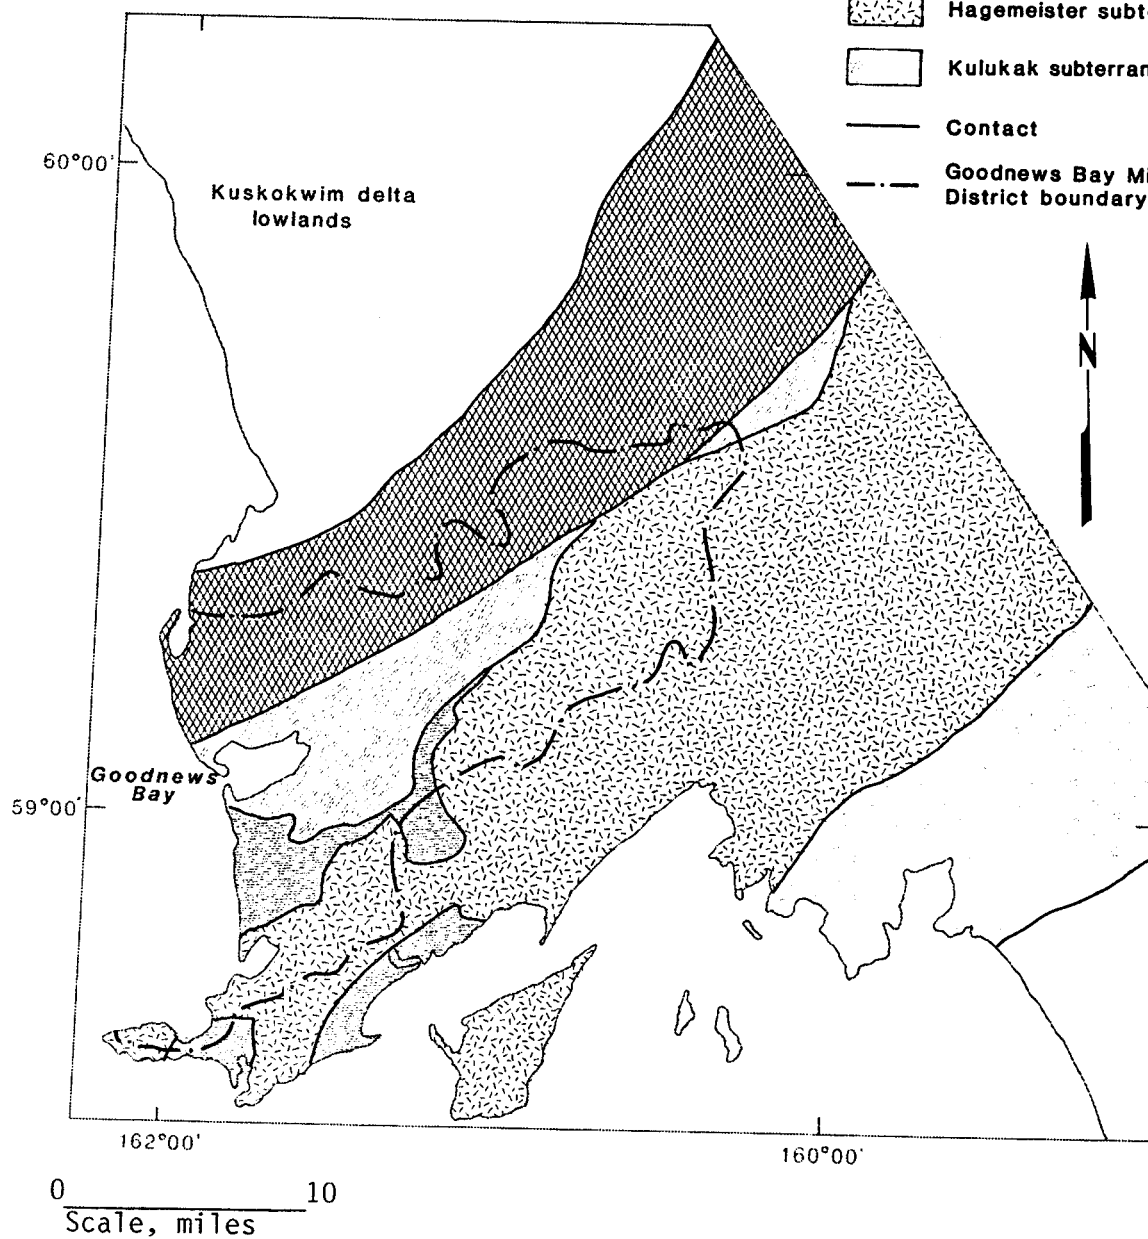 Hagemeister subt
Kulukak subterran
Contact
Goodnews Bay Mi
District boundary
60°00'
Kuskokwim delta
lowlands
N
Goodnews
Bay
59°00'
162°00'
160°00'
0 10
Scale, miles